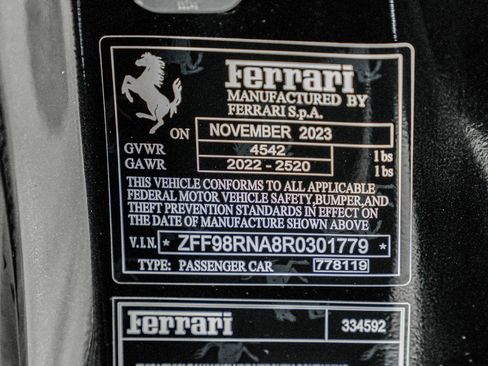 Ferrari
MANUFACTURED BY
FERRARI S.p.A.
ON NOVEMBER 2023
GVWR 4542 lbs
GAWR 2022 - 2520 lbs
THIS VEHICLE CONFORMS TO ALL APPLICABLE
FEDERAL MOTOR VEHICLE SAFETY,BUMPER,AND
THEFT PREVENTION STANDARDS IN EFFECT ON
THE DATE OF MANUFACTURE SHOWN ABOVE
V.I.N. * ZFF98RNA8R0301779 *
TYPE: PASSENGER CAR 778119
Ferrari 334592